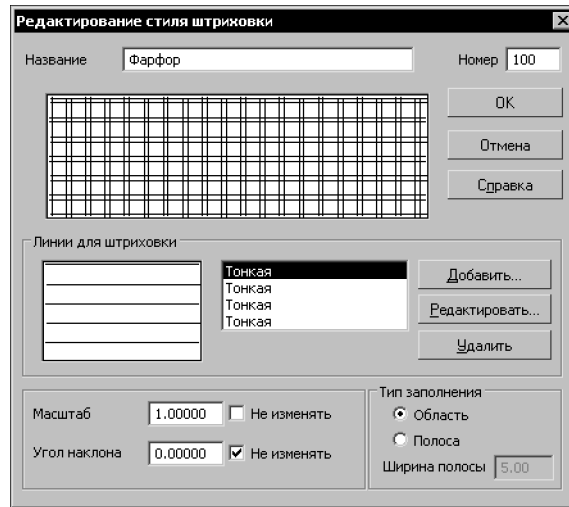 Редактирование стиля штриховки
Название Фарфор Номер 100
OK
Отмена
Справка
Линии для штриховки
Тонкая
Тонкая
Тонкая
Тонкая
Добавить...
Редактировать...
Удалить
Масштаб 1.00000 Не изменять
Угол наклона 0.00000 Не изменять
Тип заполнения
Область
Полоса
Ширина полосы 5.00